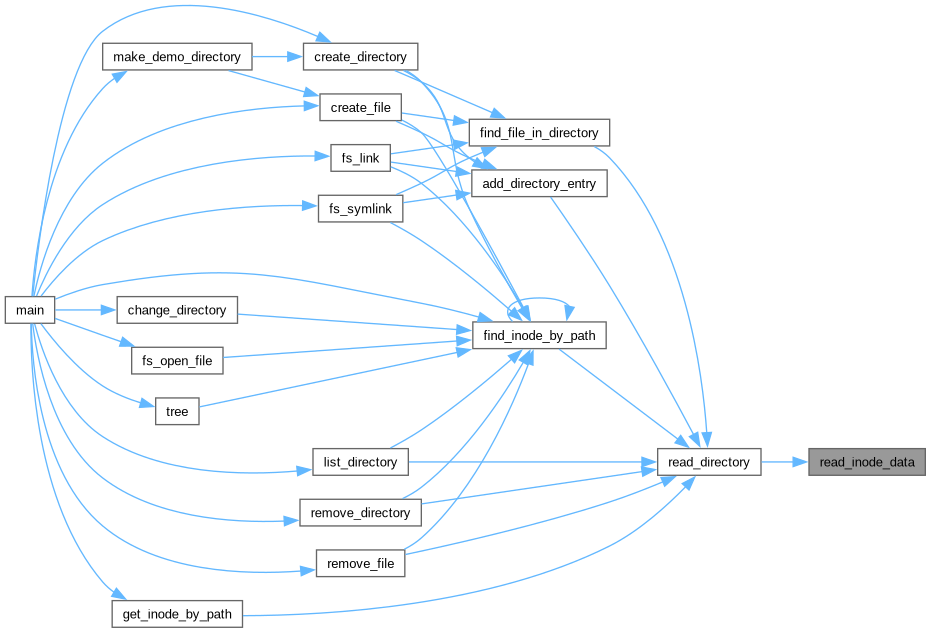 make_demo_directory
create_directory
create_file
find_file_in_directory
fs_link
add_directory_entry
fs_symlink
main
change_directory
find_inode_by_path
fs_open_file
tree
list_directory
read_directory
read_inode_data
remove_directory
remove_file
get_inode_by_path